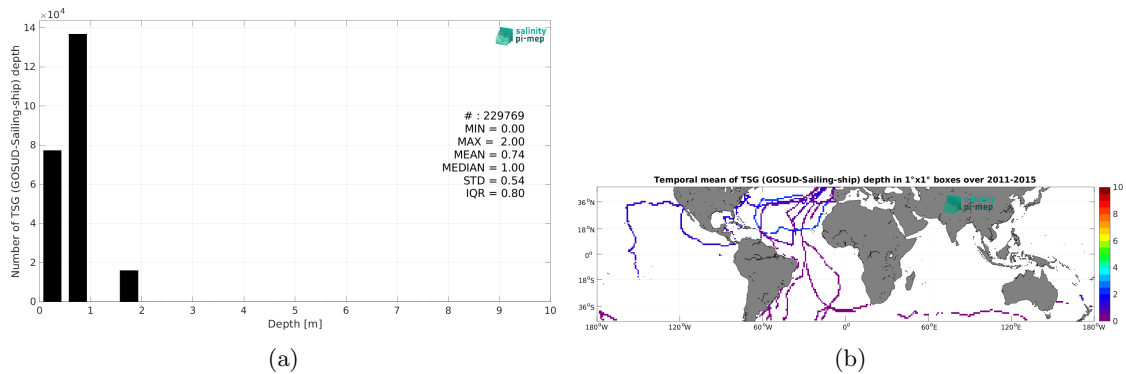 ×10⁴
14
12
10
8
6
4
2
0
Number of TSG (GOSUD-Sailing-ship) depth
salinity
pi-mep
# : 229769
MIN = 0.00
MAX = 2.00
MEAN = 0.74
MEDIAN = 1.00
STD = 0.54
IQR = 0.80
0 1 2 3 4 5 6 7 8 9 10
Depth [m]
(a)
Temporal mean of TSG (GOSUD-Sailing-ship) depth in 1°x1° boxes over 2011-2015
salinity
pi-mep
36°N
18°N
0°
18°S
36°S
180°W 120°W 60°W 0° 60°E 120°E 180°W
10
8
6
4
2
0
(b)